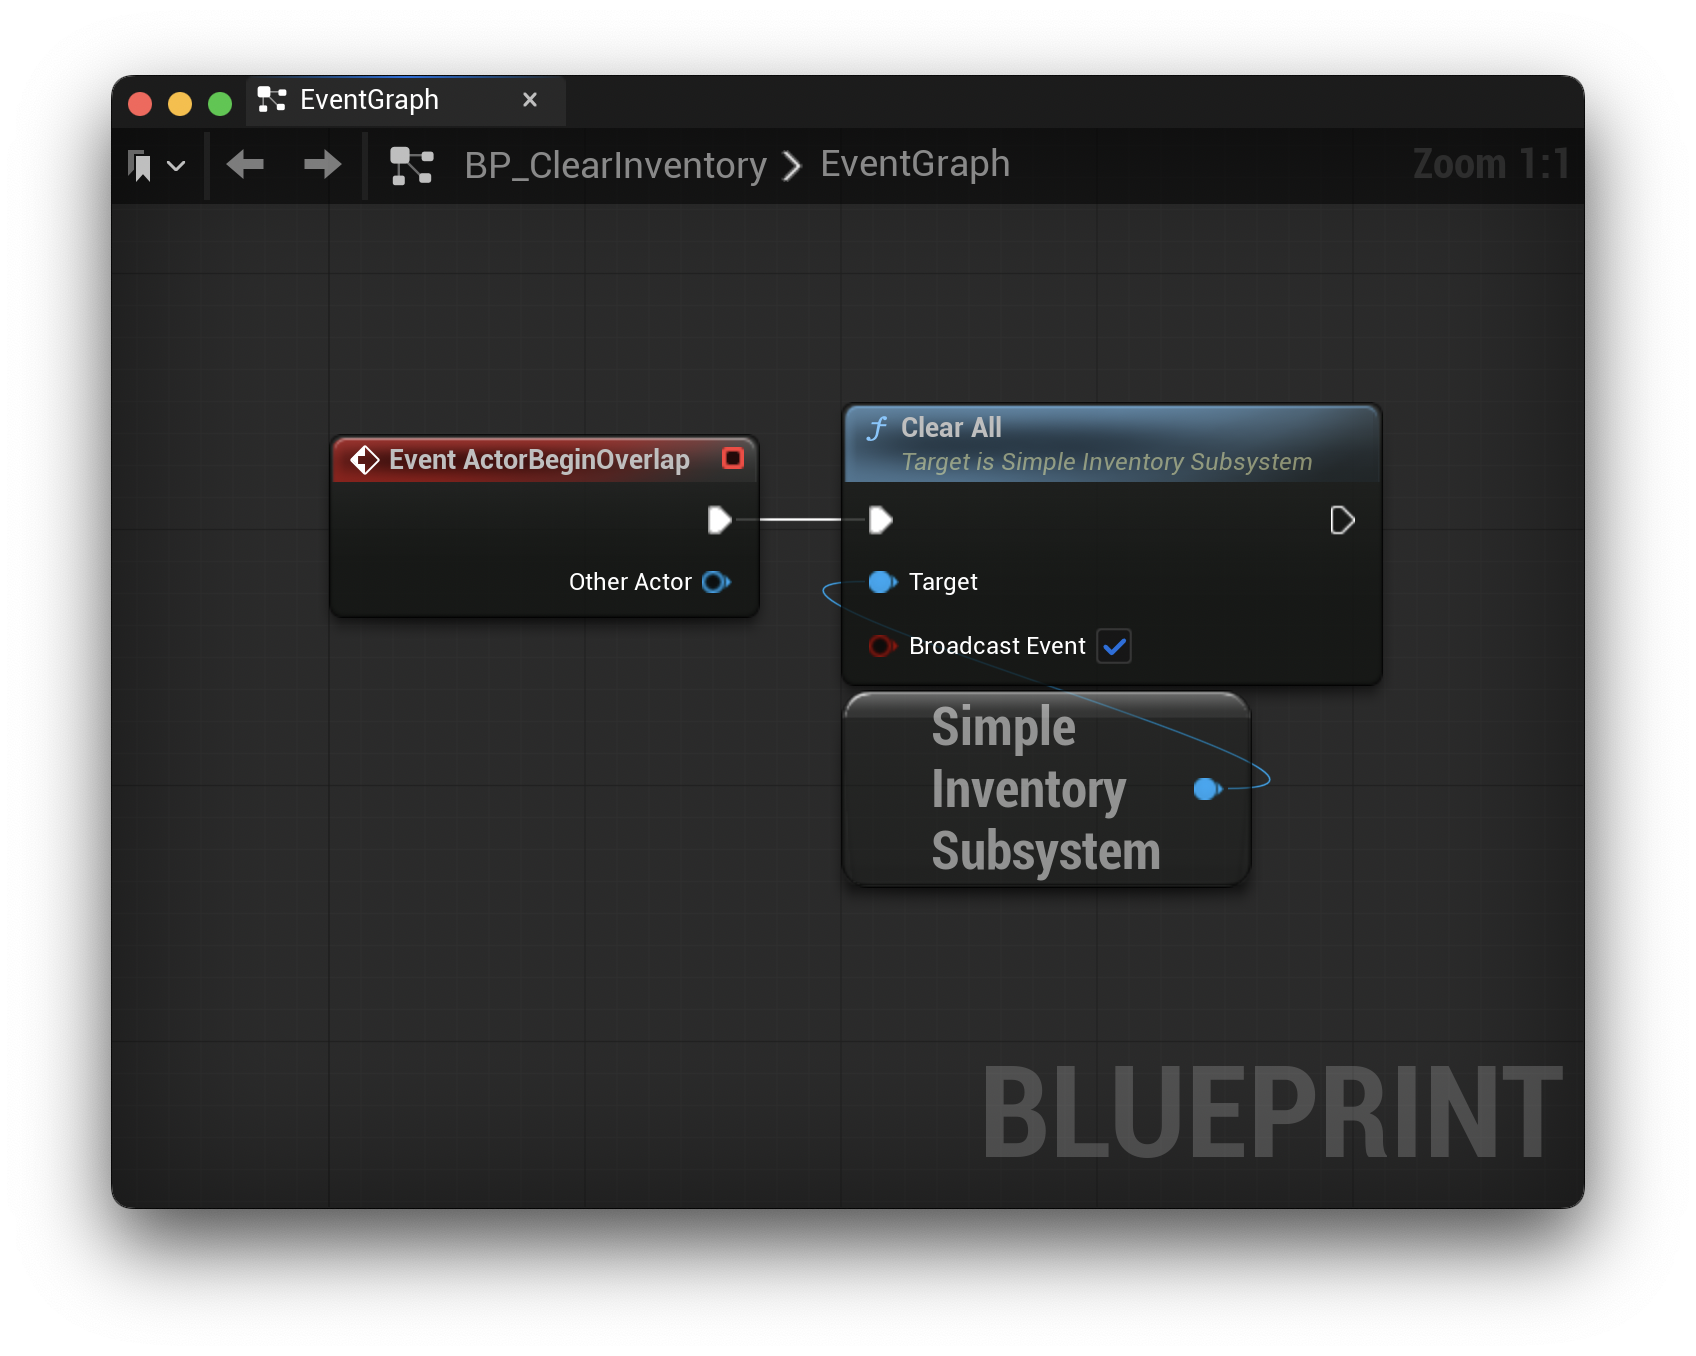 EventGraph
BP_ClearInventory
EventGraph
Zoom 1:1
Event ActorBeginOverlap
Other Actor
Clear All
Target is Simple Inventory Subsystem
Target
Broadcast Event
Simple
Inventory
Subsystem
BLUEPRINT